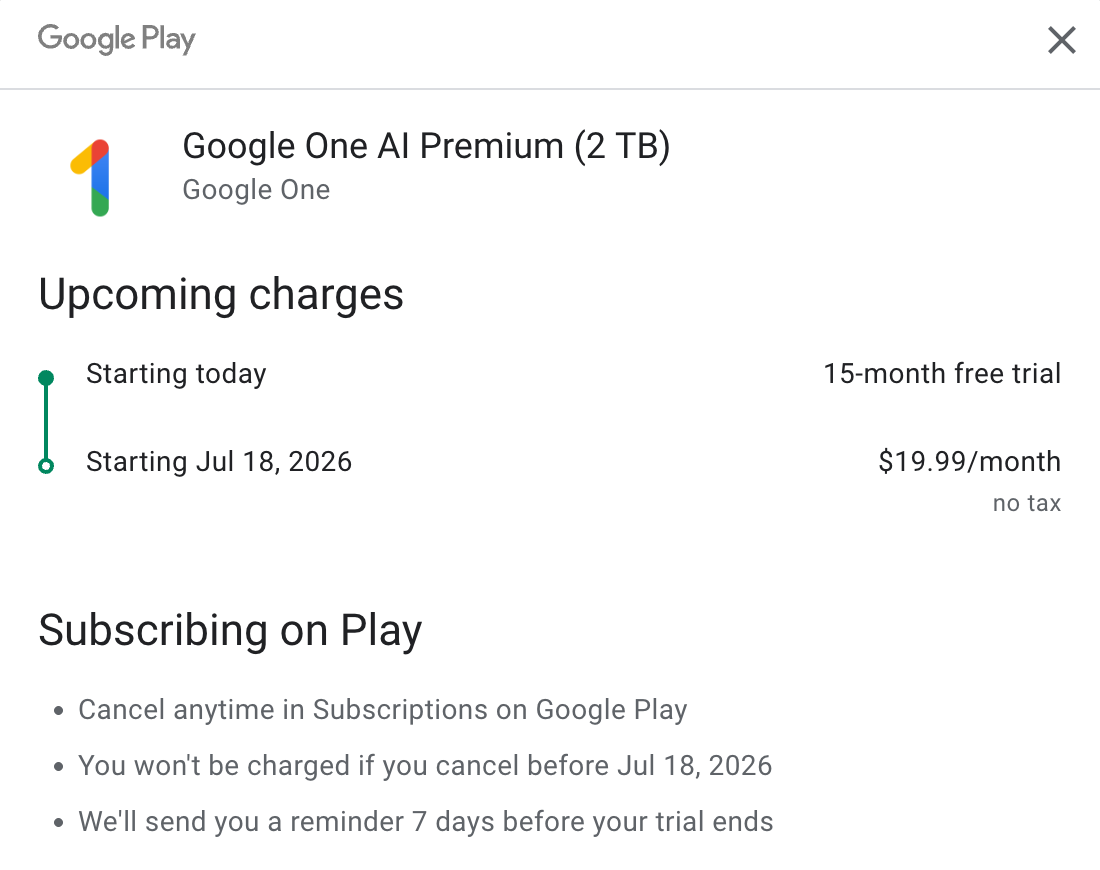 Google Play
Google One AI Premium (2 TB)
Google One
Upcoming charges
Starting today
15-month free trial
Starting Jul 18, 2026
$19.99/month
no tax
Subscribing on Play
• Cancel anytime in Subscriptions on Google Play
• You won't be charged if you cancel before Jul 18, 2026
• We'll send you a reminder 7 days before your trial ends